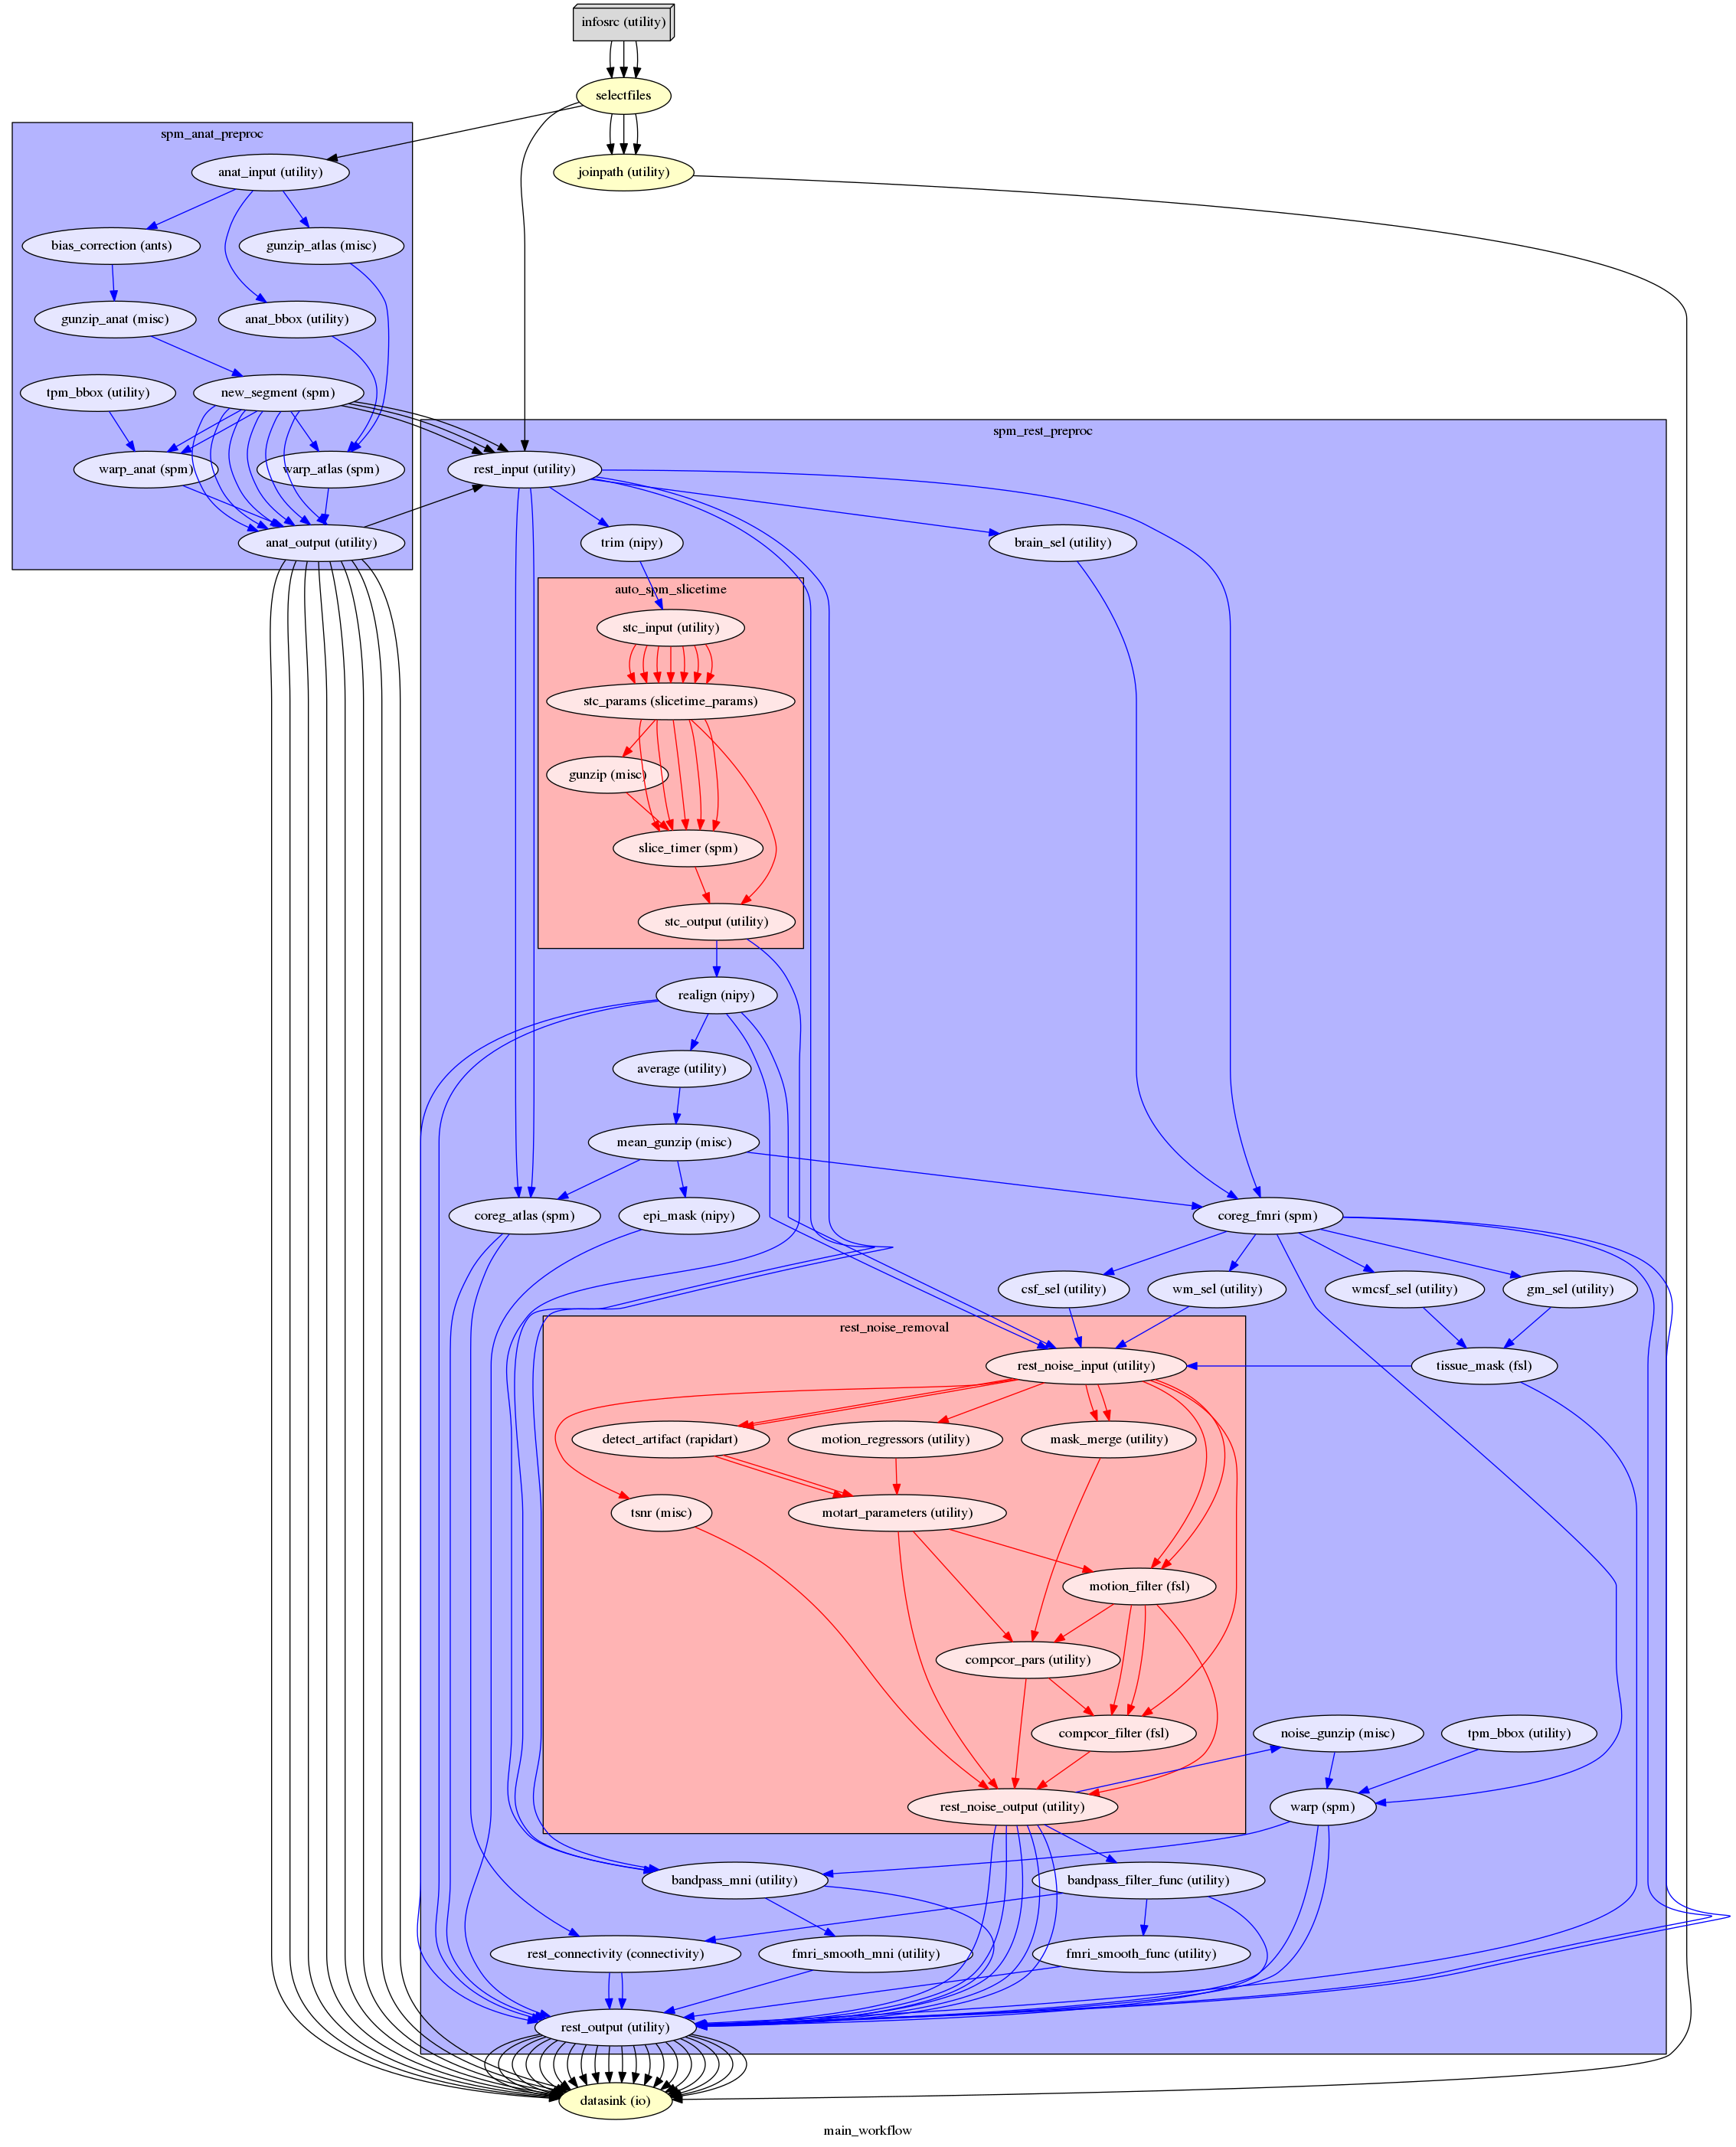 infosrc (utility)
selectfiles
spm_anat_preproc
anat_input (utility)
joinpath (utility)
bias_correction (ants)
gunzip_atlas (misc)
gunzip_anat (misc)
anat_bbox (utility)
tpm_bbox (utility)
new_segment (spm)
spm_rest_preproc
warp_anat (spm)
warp_atlas (spm)
rest_input (utility)
anat_output (utility)
trim (nipy)
brain_sel (utility)
auto_spm_slicetime
stc_input (utility)
stc_params (slicetime_params)
gunzip (misc)
slice_timer (spm)
stc_output (utility)
realign (nipy)
average (utility)
mean_gunzip (misc)
coreg_atlas (spm)
epi_mask (nipy)
coreg_fmri (spm)
csf_sel (utility)
wm_sel (utility)
wmcsf_sel (utility)
gm_sel (utility)
rest_noise_removal
rest_noise_input (utility)
tissue_mask (fsl)
detect_artifact (rapidart)
motion_regressors (utility)
mask_merge (utility)
tsnr (misc)
motart_parameters (utility)
motion_filter (fsl)
compcor_pars (utility)
compcor_filter (fsl)
noise_gunzip (misc)
tpm_bbox (utility)
rest_noise_output (utility)
warp (spm)
bandpass_mni (utility)
bandpass_filter_func (utility)
rest_connectivity (connectivity)
fmri_smooth_mni (utility)
fmri_smooth_func (utility)
rest_output (utility)
datasink (io)
main_workflow